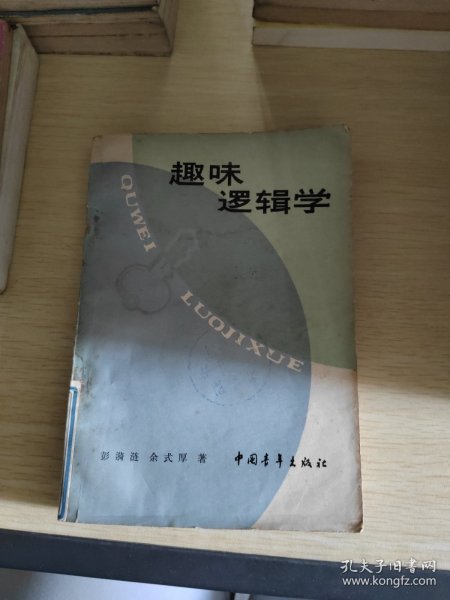 趣味
逻辑学
QUWEI
LUOJIXUE
彭漪涟 余式厚 著
中国青年出版社
孔夫子旧书网
www.kongfz.com